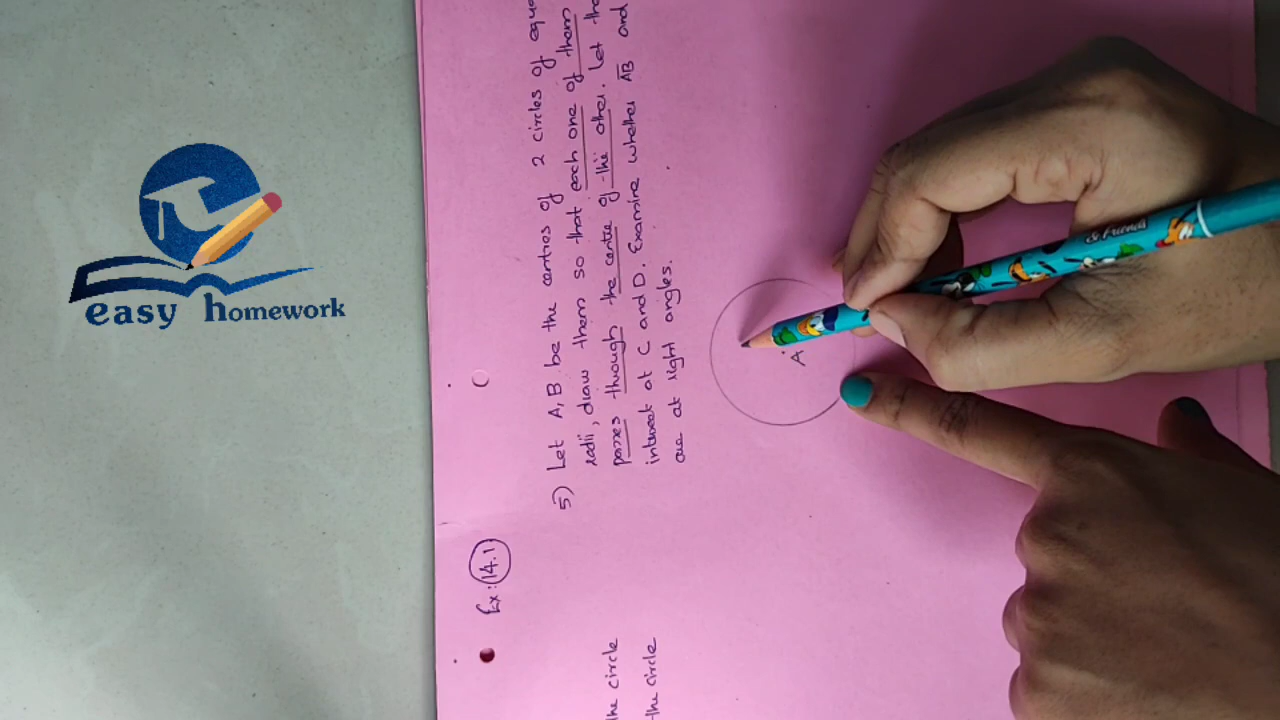 easy homework
Ex: 14.1
5) Let A, B be the centres of 2 circles of equa
radii, draw them so that each one of them
passes through the centre of the other. Let the
intersect at C and D. Examine whether AB and
are at right angles.
A
the circle
the circle
& Friends